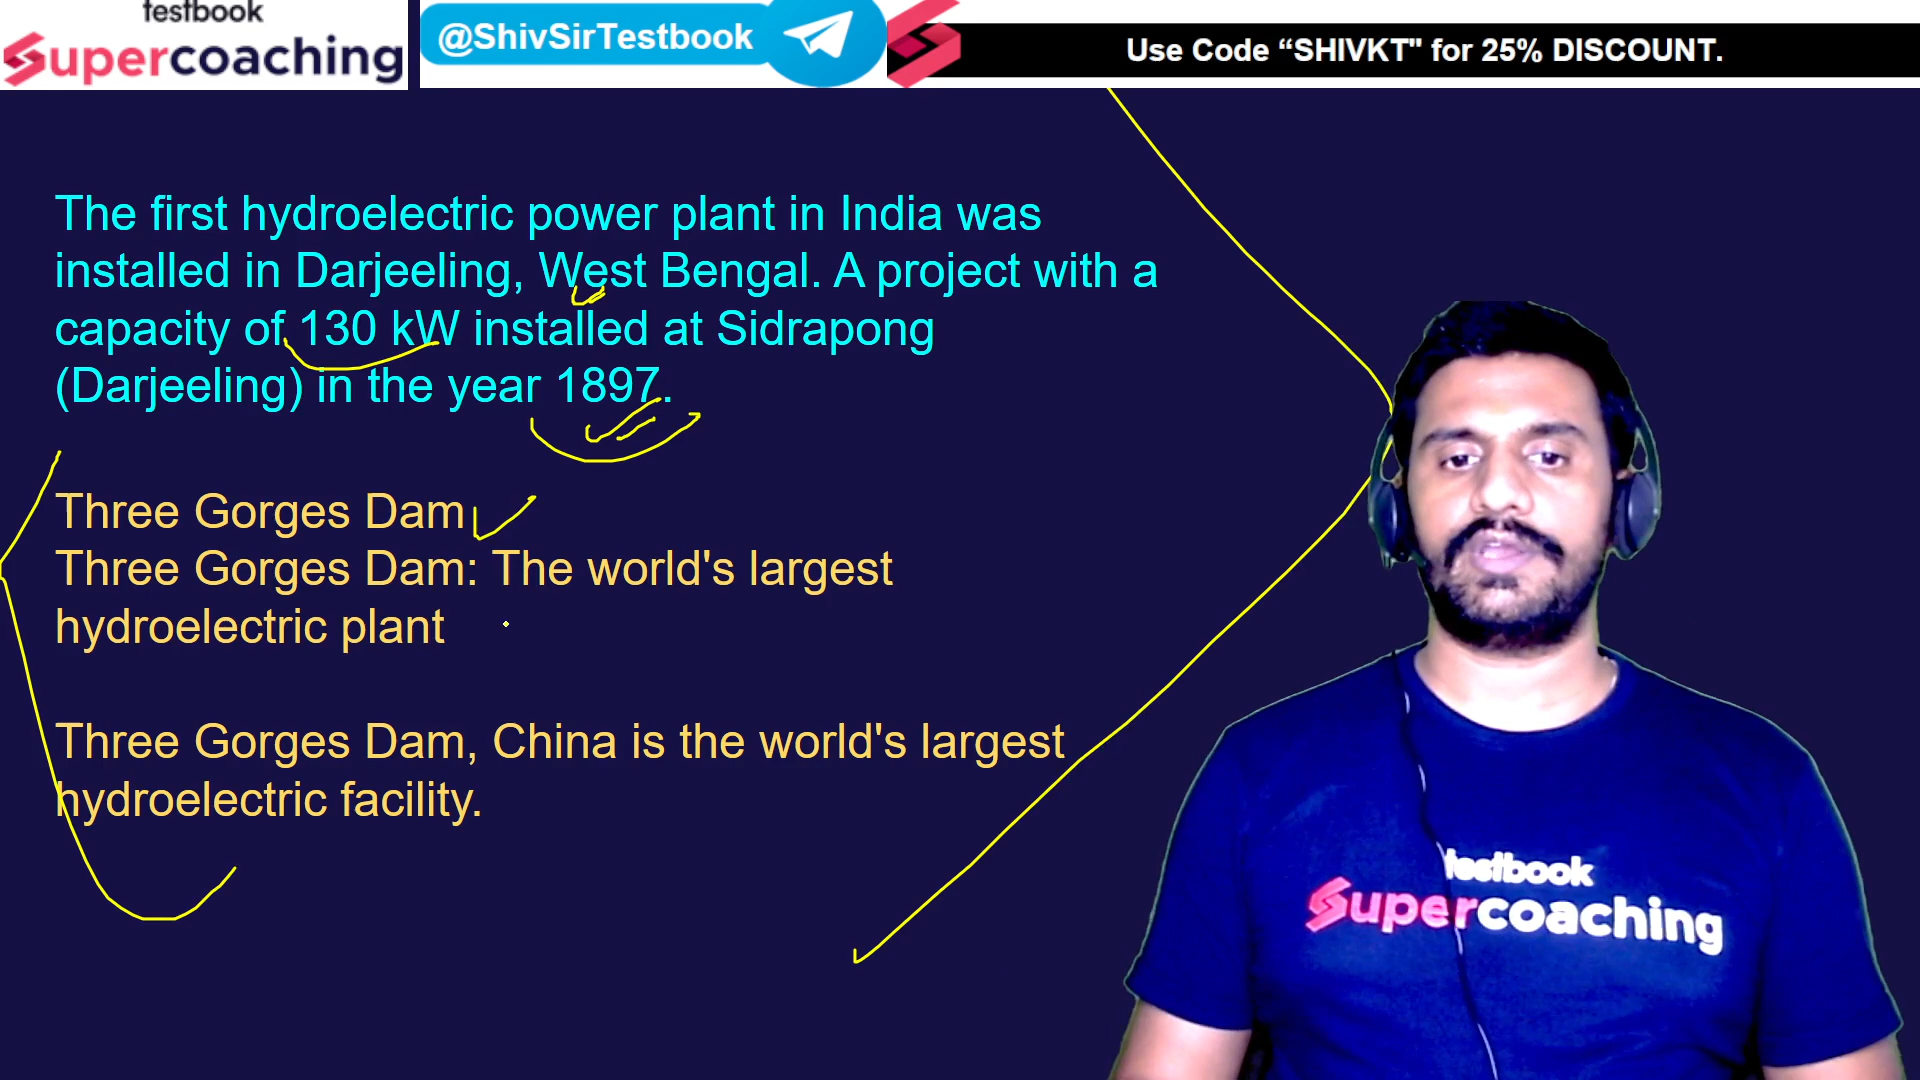 testbook
Supercoaching
@ShivSirTestbook
Use Code “SHIVKT" for 25% DISCOUNT.
The first hydroelectric power plant in India was
installed in Darjeeling, West Bengal. A project with a
capacity of 130 kW installed at Sidrapong
(Darjeeling) in the year 1897.
Three Gorges Dam
Three Gorges Dam: The world's largest
hydroelectric plant
Three Gorges Dam, China is the world's largest
hydroelectric facility.
testbook
Supercoaching